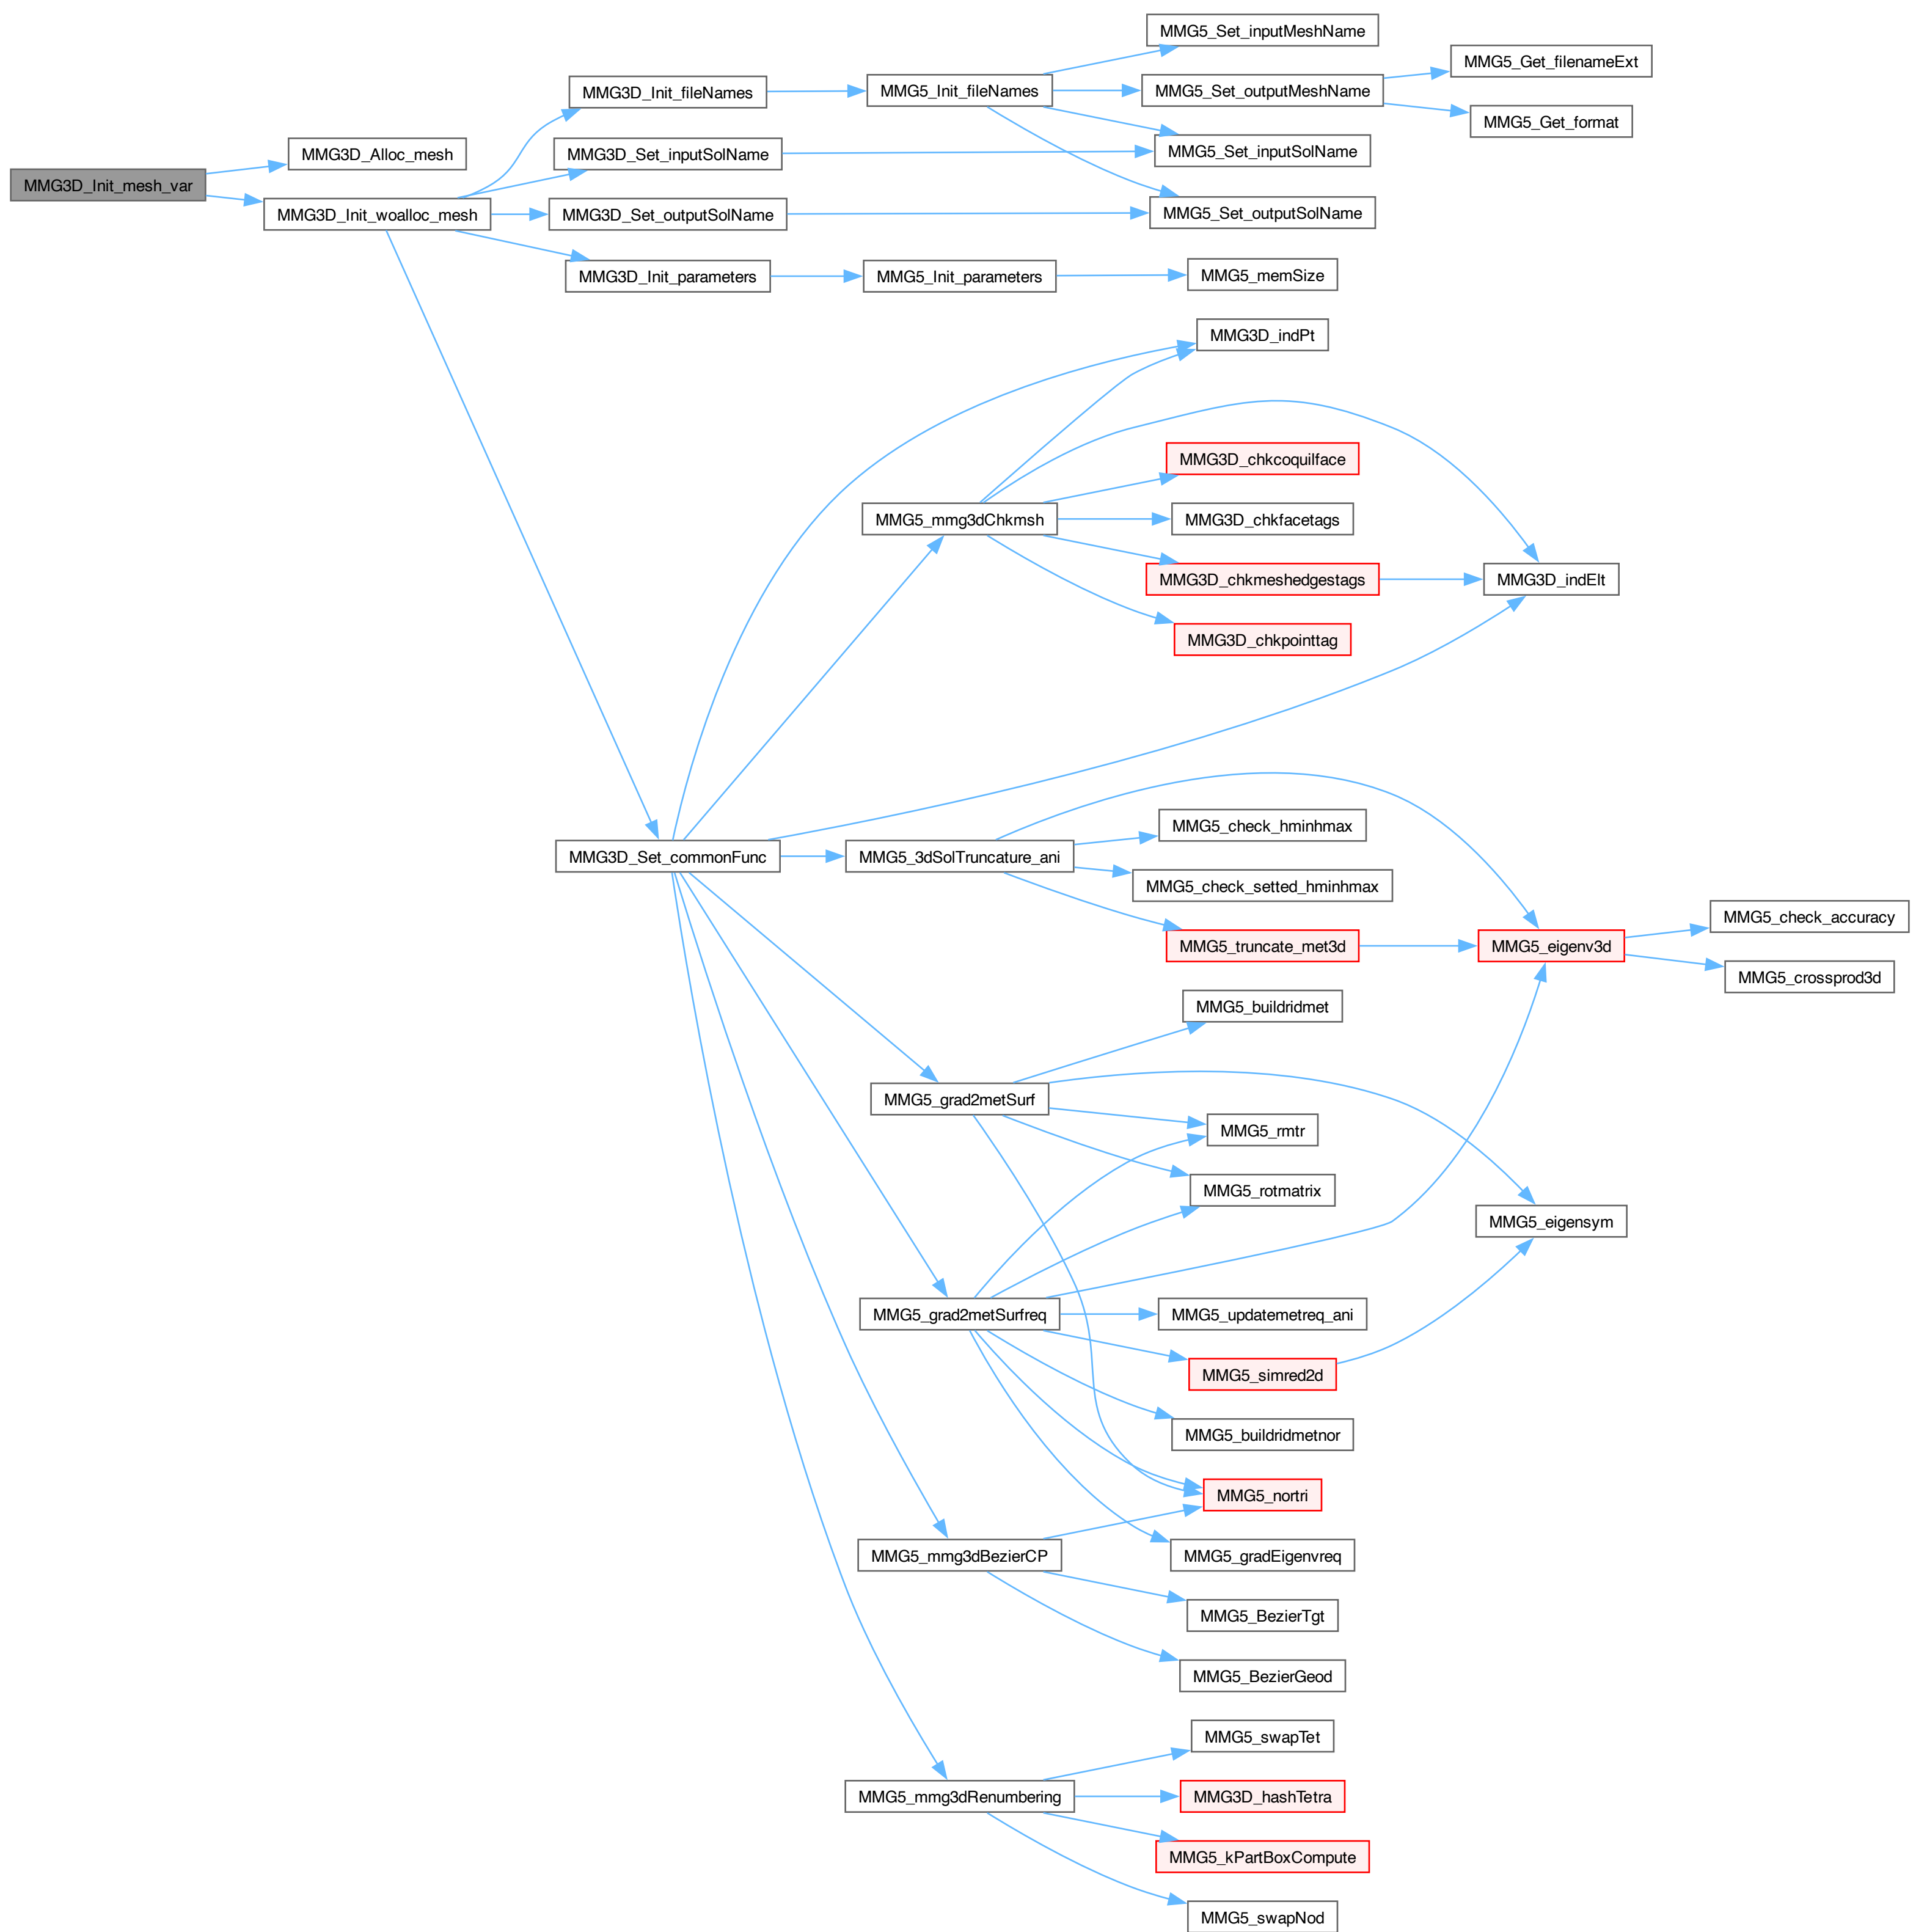 MMG5_Set_inputMeshName
MMG5_Get_filenameExt
MMG3D_Init_fileNames
MMG5_Init_fileNames
MMG5_Set_outputMeshName
MMG5_Get_format
MMG3D_Alloc_mesh
MMG3D_Set_inputSolName
MMG5_Set_inputSolName
MMG3D_Init_mesh_var
MMG3D_Init_woalloc_mesh
MMG3D_Set_outputSolName
MMG5_Set_outputSolName
MMG3D_Init_parameters
MMG5_Init_parameters
MMG5_memSize
MMG3D_indPt
MMG3D_chkcoquilface
MMG5_mmg3dChkmsh
MMG3D_chkfacetags
MMG3D_chkmeshedgestags
MMG3D_indElt
MMG3D_chkpointtag
MMG5_check_hminhmax
MMG3D_Set_commonFunc
MMG5_3dSolTruncature_ani
MMG5_check_setted_hminhmax
MMG5_check_accuracy
MMG5_truncate_met3d
MMG5_eigenv3d
MMG5_crossprod3d
MMG5_buildridmet
MMG5_grad2metSurf
MMG5_rmtr
MMG5_rotmatrix
MMG5_eigensym
MMG5_grad2metSurfreq
MMG5_updatemetreq_ani
MMG5_simred2d
MMG5_buildridmetnor
MMG5_nortri
MMG5_mmg3dBezierCP
MMG5_gradEigenvreq
MMG5_BezierTgt
MMG5_BezierGeod
MMG5_swapTet
MMG5_mmg3dRenumbering
MMG3D_hashTetra
MMG5_kPartBoxCompute
MMG5_swapNod